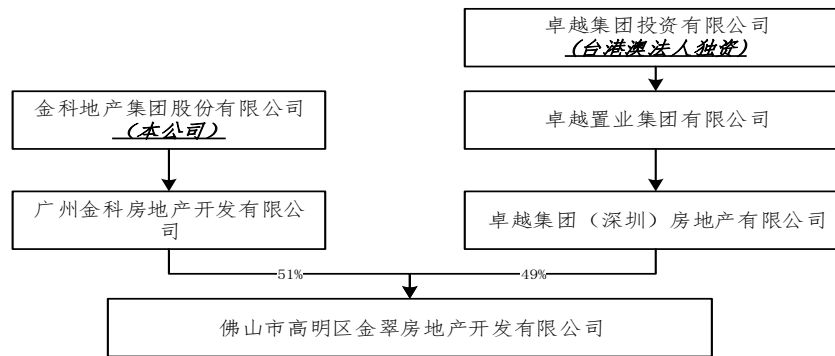 卓越集团投资有限公司
（台港澳法人独资）
金科地产集团股份有限公司
（本公司）
卓越置业集团有限公司
广州金科房地产开发有限公
司
卓越集团（深圳）房地产有限公司
51%
49%
佛山市高明区金翠房地产开发有限公司